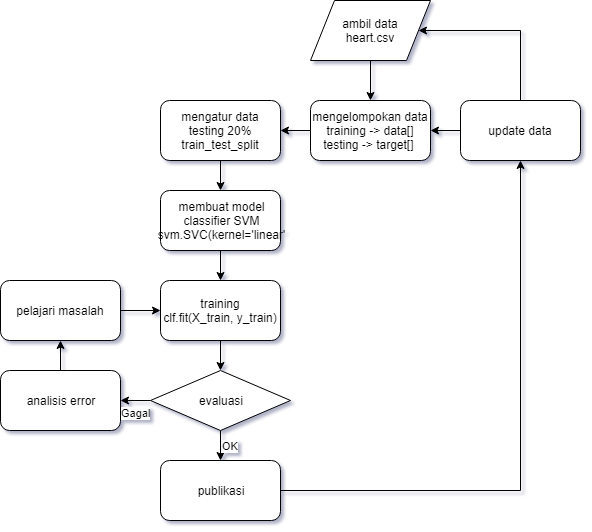 ambil data
heart.csv
mengatur data
testing 20%
train_test_split
mengelompokan data
training -> data[]
testing -> target[]
update data
membuat model
classifier SVM
svm.SVC(kernel='linear'
pelajari masalah
training
clf.fit(X_train, y_train)
analisis error
evaluasi
Gagal
OK
publikasi